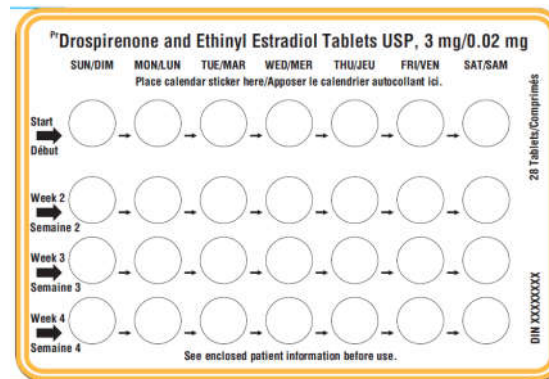 PrDrospirenone and Ethinyl Estradiol Tablets USP, 3 mg/0.02 mg
SUN/DIM MON/LUN TUE/MAR WED/MER THU/JEU FRI/VEN SAT/SAM
Place calendar sticker here/Apposer le calendrier autocollant ici.
Start
Début
Week 2
Semaine 2
Week 3
Semaine 3
Week 4
Semaine 4
See enclosed patient information before use.
28 Tablets/Comprimés
DIN XXXXXXXX